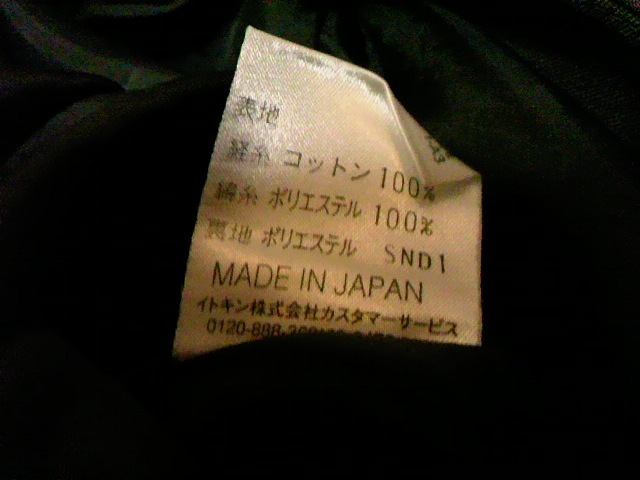 表地
経糸 コットン 100%
緯糸 ポリエステル 100%
裏地 ポリエステル SND1
MADE IN JAPAN
イトキン株式会社カスタマーサービス
0120-888-